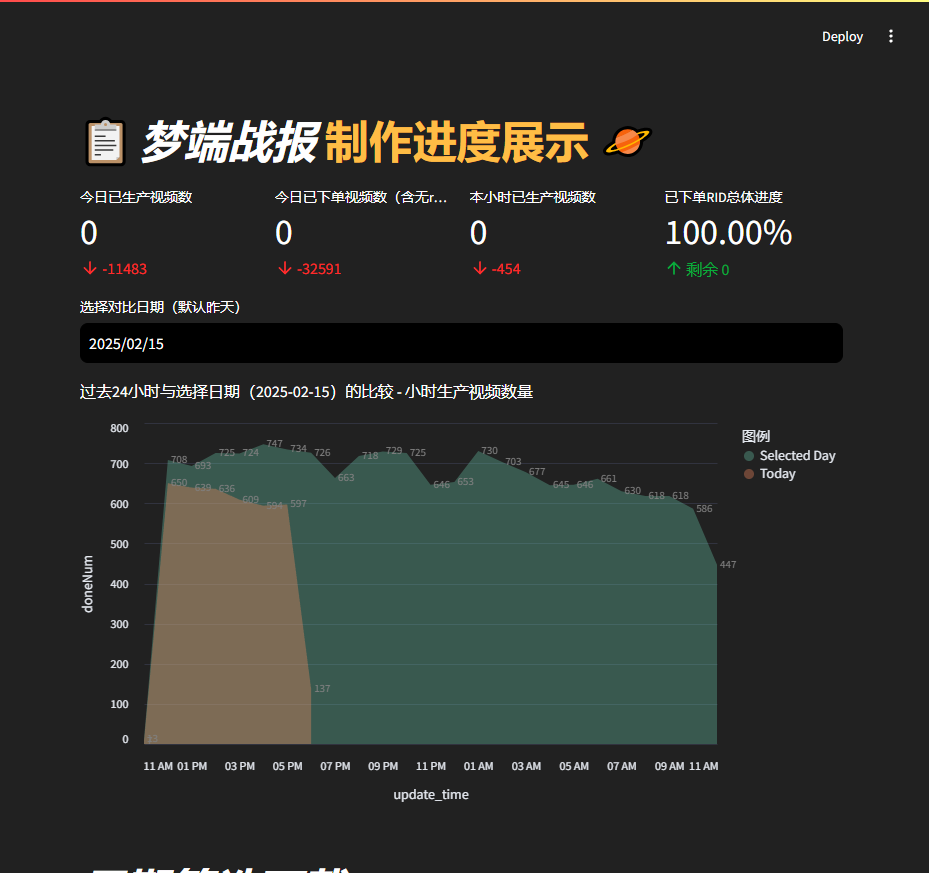 Deploy
梦端战报 制作进度展示
今日已生产视频数
0
-11483
今日已下单视频数（含无r...
0
-32591
本小时已生产视频数
0
-454
已下单RID总体进度
100.00%
剩余 0
选择对比日期（默认昨天）
2025/02/15
过去24小时与选择日期（2025-02-15）的比较 - 小时生产视频数量
图例
Selected Day
Today
doneNum
800
700
600
500
400
300
200
100
0
708 693 725 724 747 734 726 663 718 729 725 646 653 730 703 677 645 646 661 630 618 618 586 447
650 639 636 609 594 597 137
11 AM 01 PM 03 PM 05 PM 07 PM 09 PM 11 PM 01 AM 03 AM 05 AM 07 AM 09 AM 11 AM
update_time